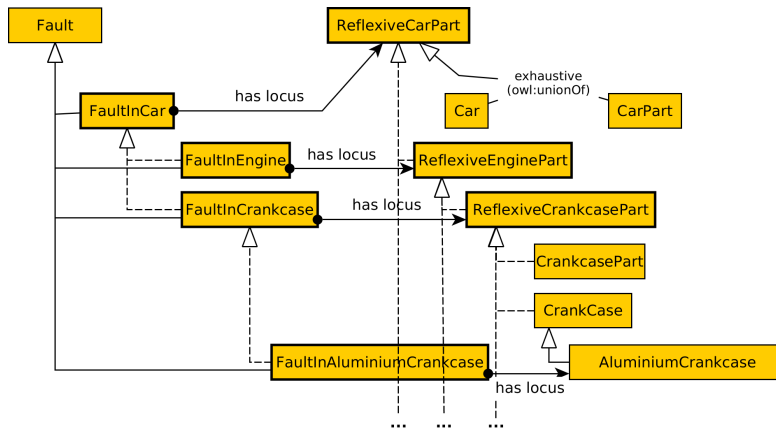 Fault
ReflexiveCarPart
exhaustive
(owl:unionOf)
has locus
FaultInCar
Car
CarPart
has locus
FaultInEngine
ReflexiveEnginePart
has locus
FaultInCrankcase
ReflexiveCrankcasePart
CrankcasePart
CrankCase
FaultInAluminiumCrankcase
AluminiumCrankcase
has locus
... ... ...